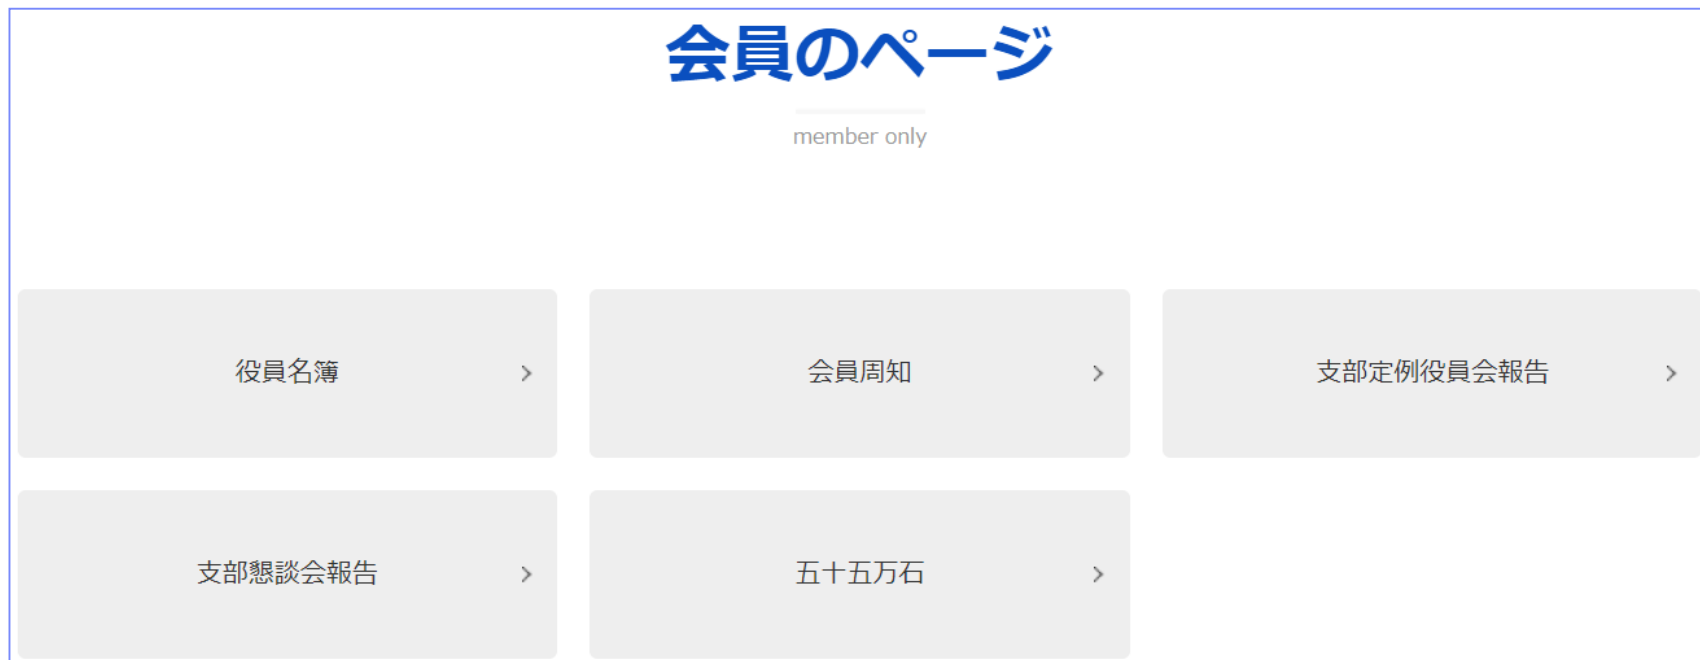 会員のページ
member only
役員名簿
会員周知
支部定例役員会報告
支部懇談会報告
五十五万石